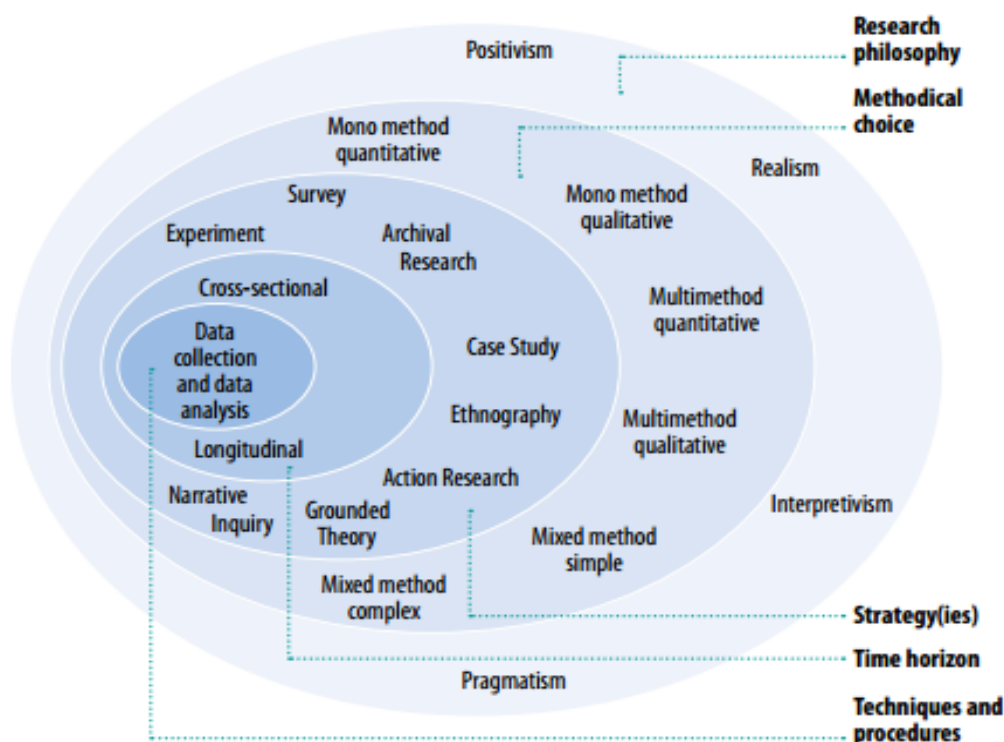 Positivism
Research
philosophy
Methodical
choice
Mono method
quantitative
Realism
Survey
Mono method
qualitative
Experiment
Archival
Research
Cross-sectional
Multimethod
quantitative
Data
collection
and data
analysis
Case Study
Ethnography
Multimethod
qualitative
Longitudinal
Action Research
Narrative
Inquiry
Grounded
Theory
Interpretivism
Mixed method
simple
Mixed method
complex
Strategy(ies)
Time horizon
Pragmatism
Techniques and
procedures